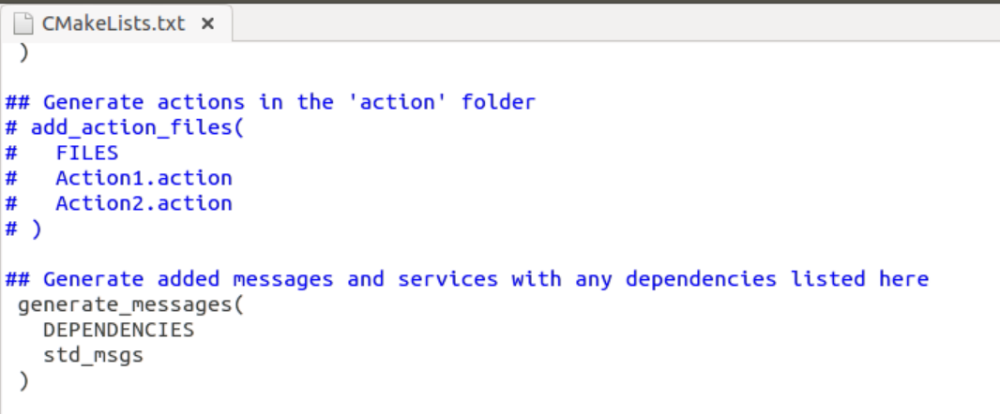 CMakeLists.txt ×
)
## Generate actions in the 'action' folder
# add_action_files(
#   FILES
#   Action1.action
#   Action2.action
# )
## Generate added messages and services with any dependencies listed here
generate_messages(
  DEPENDENCIES
  std_msgs
)